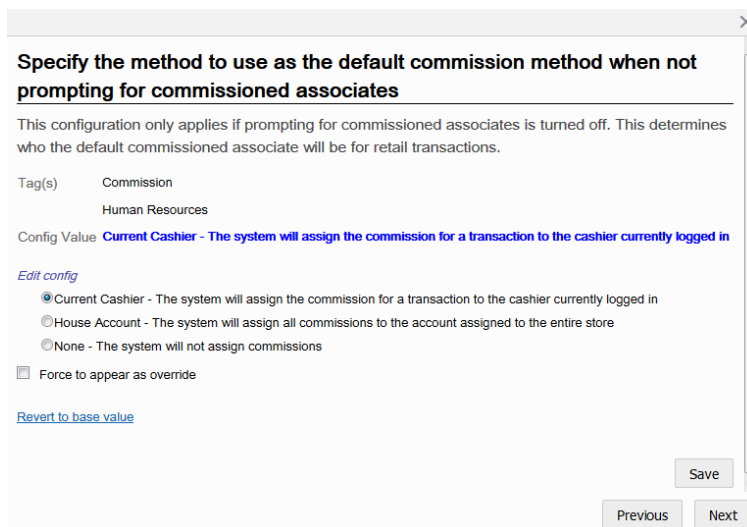 Specify the method to use as the default commission method when not
prompting for commissioned associates
This configuration only applies if prompting for commissioned associates is turned off. This determines
who the default commissioned associate will be for retail transactions.
Tag(s) Commission
Human Resources
Config Value Current Cashier - The system will assign the commission for a transaction to the cashier currently logged in
Edit config
Current Cashier - The system will assign the commission for a transaction to the cashier currently logged in
House Account - The system will assign all commissions to the account assigned to the entire store
None - The system will not assign commissions
Force to appear as override
Revert to base value
Save
Previous Next